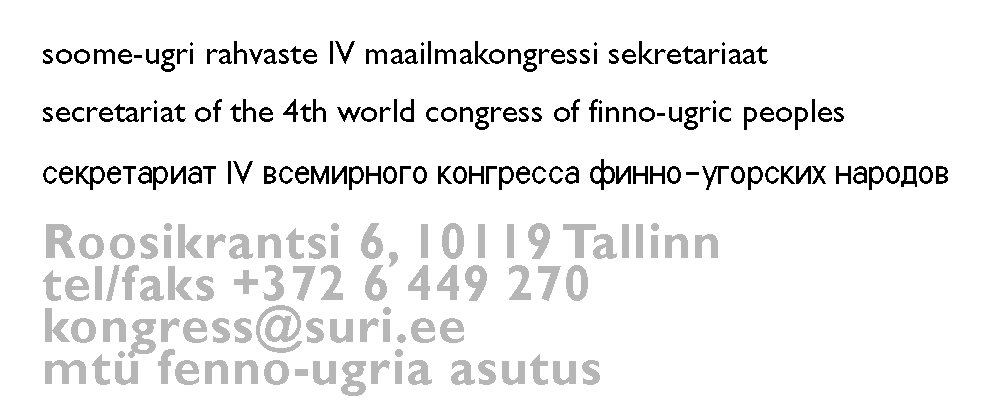 soome-ugri rahvaste IV maailmakongressi sekretariaat
secretariat of the 4th world congress of finno-ugric peoples
секретариат IV всемирного конгресса финно-угорских народов
Roosikrantsi 6, 10119 Tallinn
tel/faks +372 6 449 270
kongress@suri.ee
mtü fenno-ugria asutus